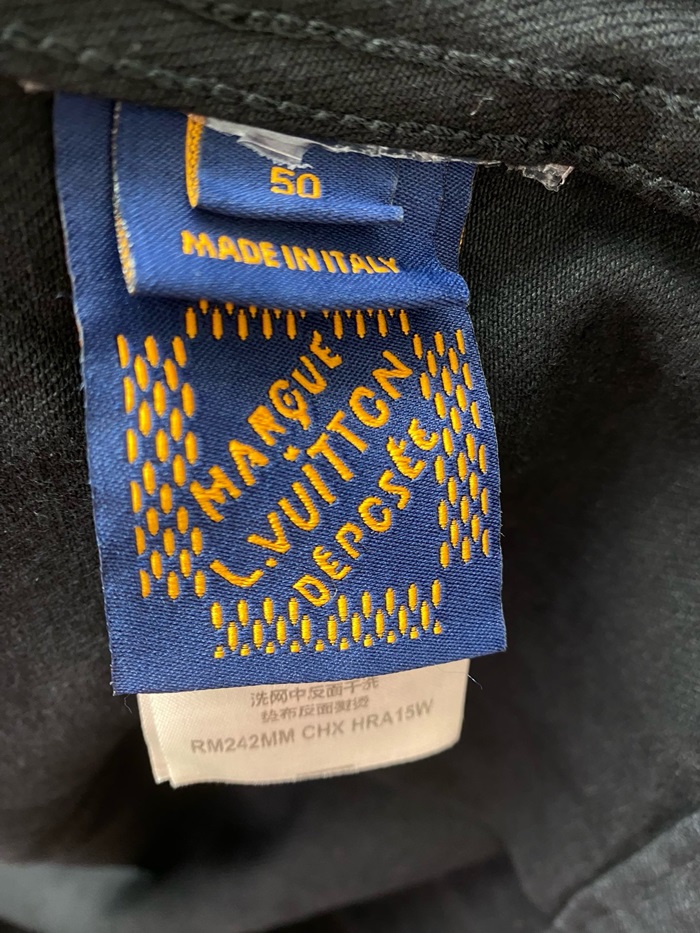 50
MADE IN ITALY
MARQUE
L.VUITTON
DÉPOSÉE
洗网中反面干洗
垫布反面熨烫
RM242MM CHX HRA15W